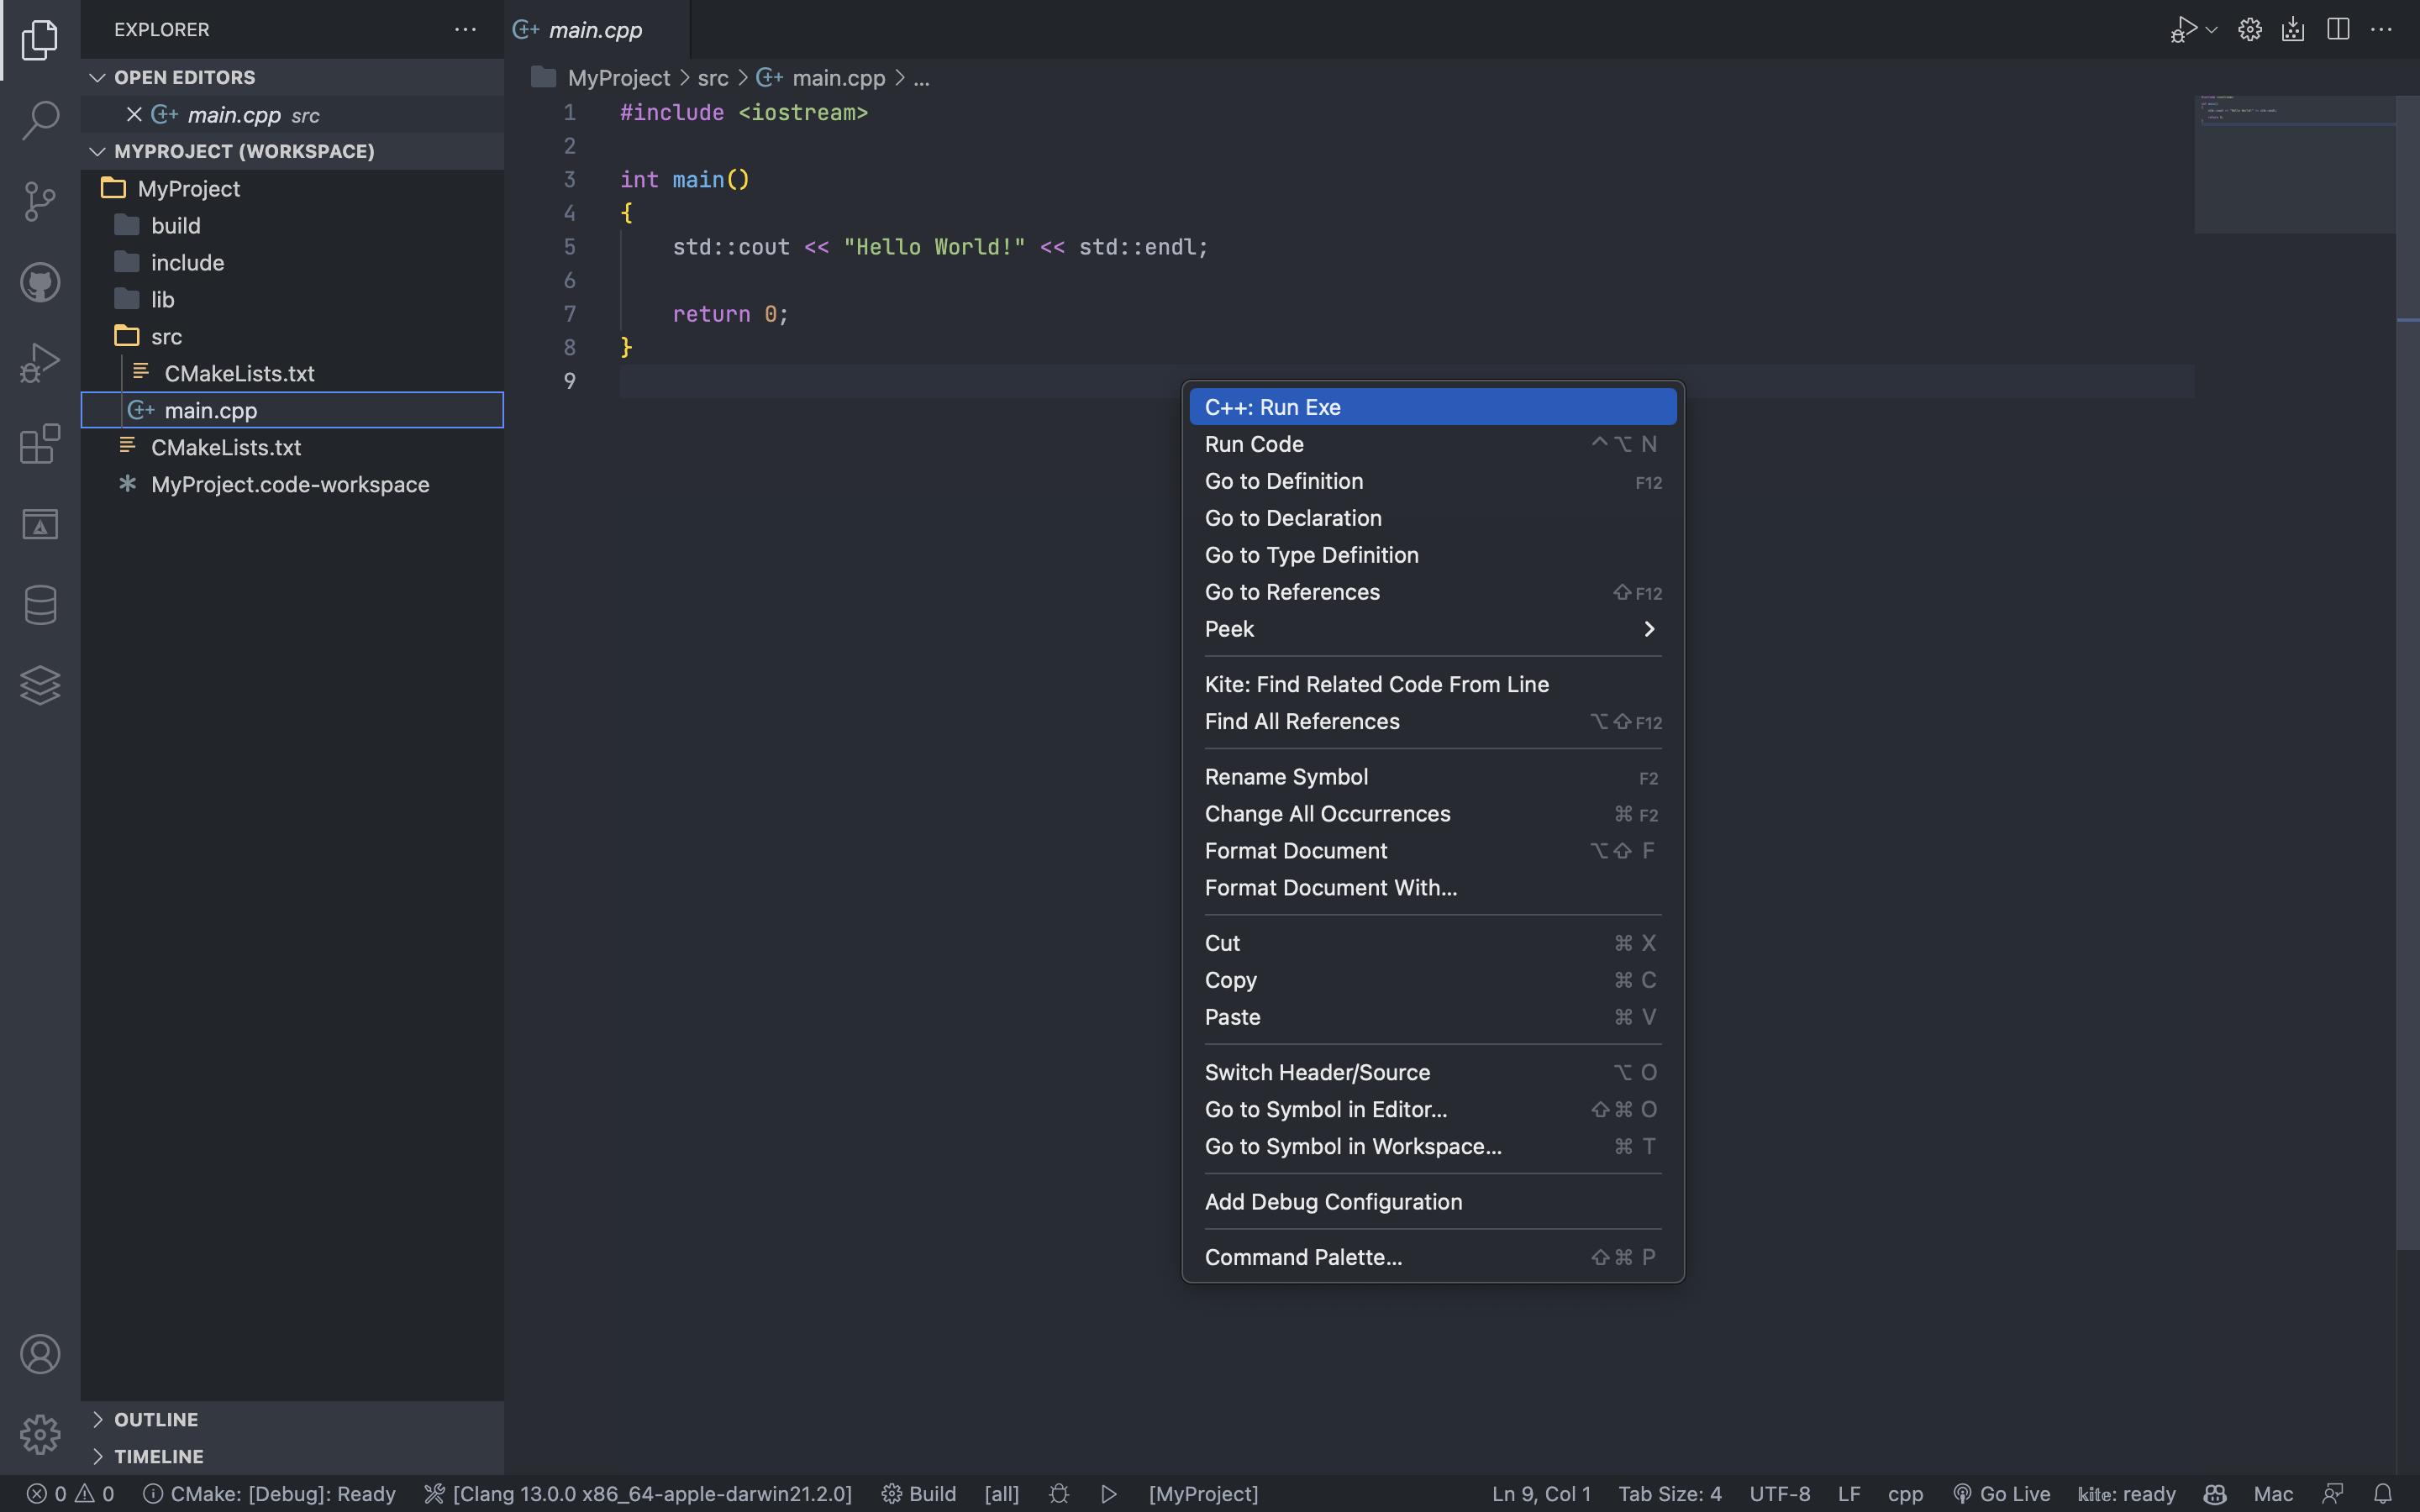 EXPLORER
OPEN EDITORS
main.cpp src
MYPROJECT (WORKSPACE)
MyProject
build
include
lib
src
CMakeLists.txt
main.cpp
CMakeLists.txt
MyProject.code-workspace
OUTLINE
TIMELINE
main.cpp
MyProject > src > main.cpp > ...
1 #include <iostream>
2
3 int main()
4 {
5 std::cout << "Hello World!" << std::endl;
6
7 return 0;
8 }
9
C++: Run Exe
Run Code ^⌥ N
Go to Definition F12
Go to Declaration
Go to Type Definition
Go to References ⇧F12
Peek
Kite: Find Related Code From Line
Find All References ⌥⇧F12
Rename Symbol F2
Change All Occurrences ⌘ F2
Format Document ⌥⇧ F
Format Document With...
Cut ⌘ X
Copy ⌘ C
Paste ⌘ V
Switch Header/Source ⌥ O
Go to Symbol in Editor... ⇧⌘ O
Go to Symbol in Workspace... ⌘ T
Add Debug Configuration
Command Palette... ⇧⌘ P
0 0 CMake: [Debug]: Ready [Clang 13.0.0 x86_64-apple-darwin21.2.0] Build [all] [MyProject] Ln 9, Col 1 Tab Size: 4 UTF-8 LF cpp Go Live kite: ready Mac